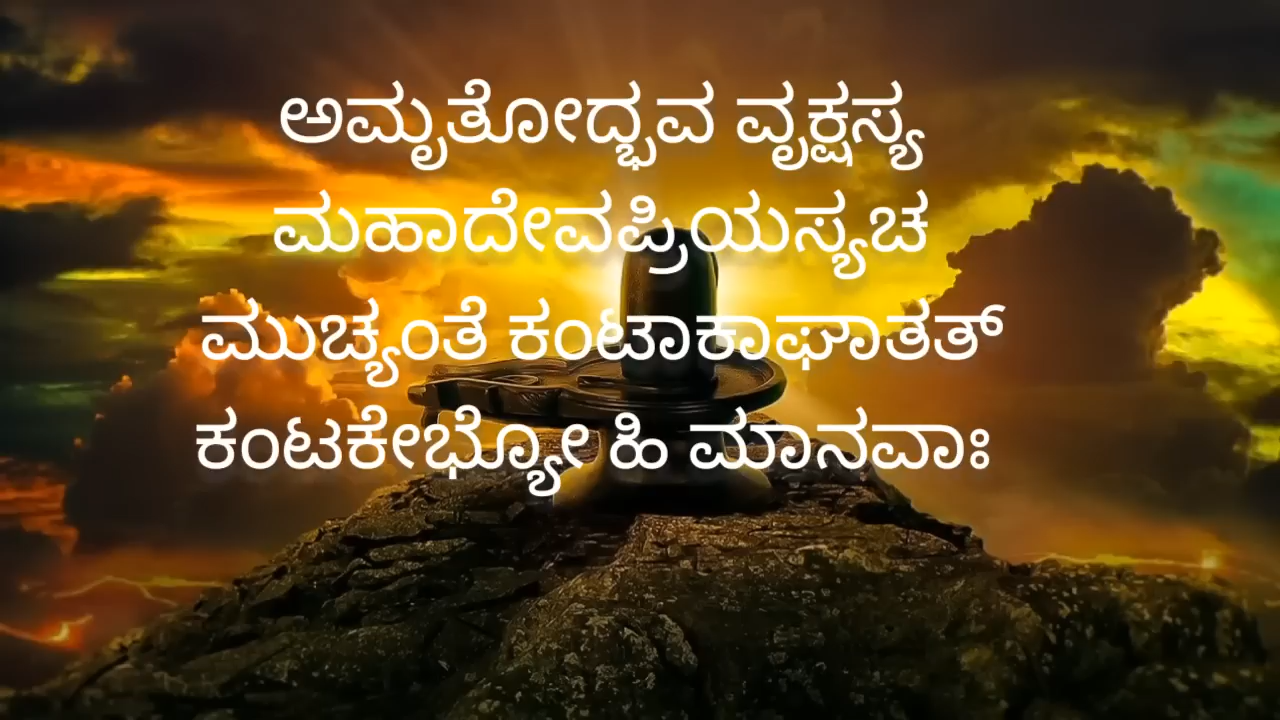 ಅಮೃತೋದ್ಭವ ವೃಕ್ಷಸ್ಯ
ಮಹಾದೇವಪ್ರಿಯಸ್ಯಚ
ಮುಚ್ಯಂತೆ ಕಂಟಾಕಾಘಾತತ್
ಕಂಟಕೇಭ್ಯೋ ಹಿ ಮಾನವಾಃ